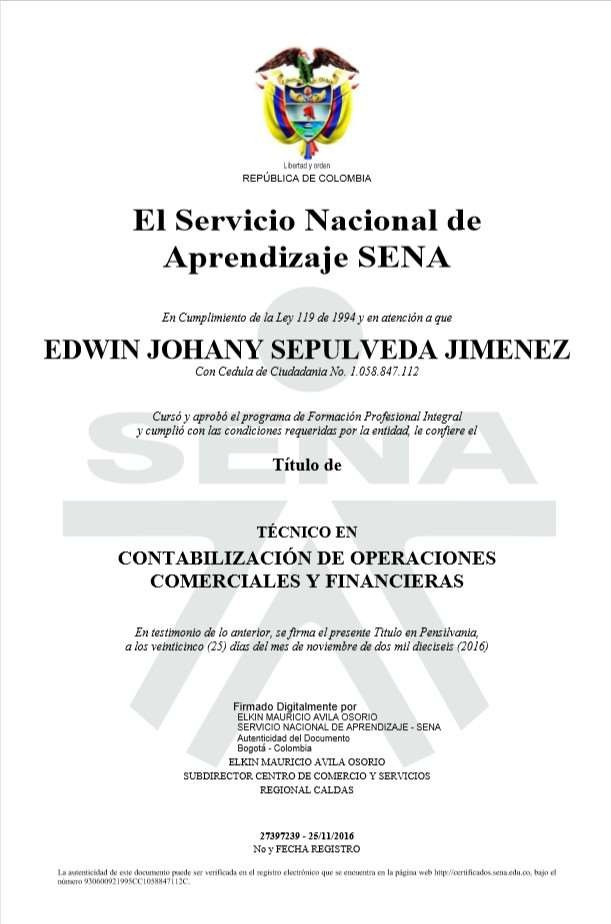 Libertad y orden
REPÚBLICA DE COLOMBIA
El Servicio Nacional de
Aprendizaje SENA
En Cumplimiento de la Ley 119 de 1994 y en atención a que
EDWIN JOHANY SEPULVEDA JIMENEZ
Con Cedula de Ciudadania No. 1.058.847.112
Cursó y aprobó el programa de Formación Profesional Integral
y cumplió con las condiciones requeridas por la entidad, le confiere el
SENA
Título de
TÉCNICO EN
CONTABILIZACIÓN DE OPERACIONES
COMERCIALES Y FINANCIERAS
En testimonio de lo anterior, se firma el presente Título en Pensilvania,
a los veinticinco (25) días del mes de noviembre de dos mil dieciseis (2016)
Firmado Digitalmente por
ELKIN MAURICIO AVILA OSORIO
SERVICIO NACIONAL DE APRENDIZAJE - SENA
Autenticidad del Documento
Bogotá - Colombia
ELKIN MAURICIO AVILA OSORIO
SUBDIRECTOR CENTRO DE COMERCIO Y SERVICIOS
REGIONAL CALDAS
27397239 - 25/11/2016
No y FECHA REGISTRO
La autenticidad de este documento puede ser verificada en el registro electrónico que se encuentra en la página web http://certificados.sena.edu.co, bajo el
número 930600921995CC1058847112C.